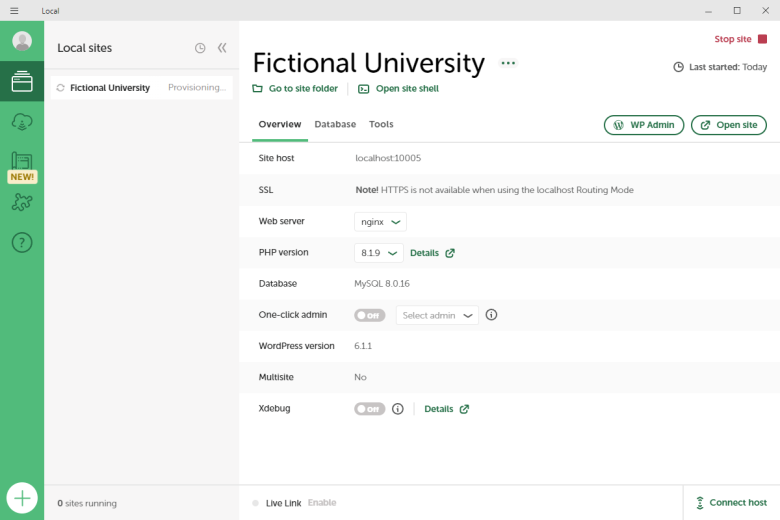 Local
Local sites
Fictional University
Provisioning...
NEW!
?
0 sites running
Stop site
Fictional University
Last started: Today
Go to site folder
Open site shell
Overview
Database
Tools
WP Admin
Open site
Site host
localhost:10005
SSL
Note! HTTPS is not available when using the localhost Routing Mode
Web server
nginx
PHP version
8.1.9
Details
Database
MySQL 8.0.16
One-click admin
Off
Select admin
WordPress version
6.1.1
Multisite
No
Xdebug
Off
Details
Live Link
Enable
Connect host